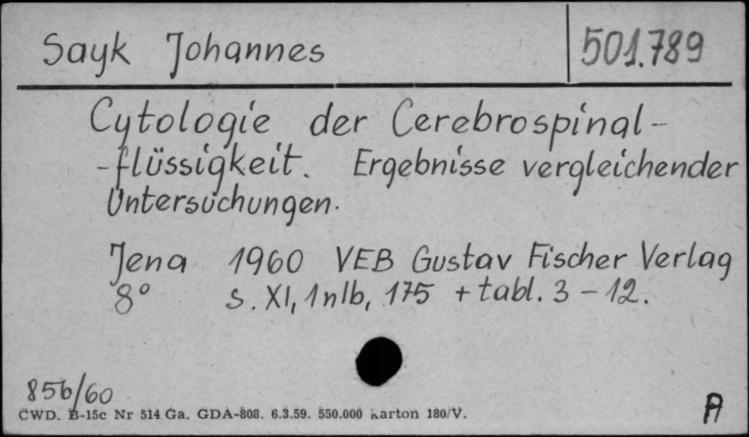 Sayk Johannes 501.789
Cytologie der Cerebrospinal-
-flüssigkeit. Ergebnisse vergleichender
Untersuchungen.
Jena 1960 VEB Gustav Fischer Verlag
8° S. XI, 1nlb, 175 + tabl. 3 - 12.
856/60
CWD. B-15c Nr 514 Ga. GDA-808. 6.3.59. 550.000 Karton 180/V.
A